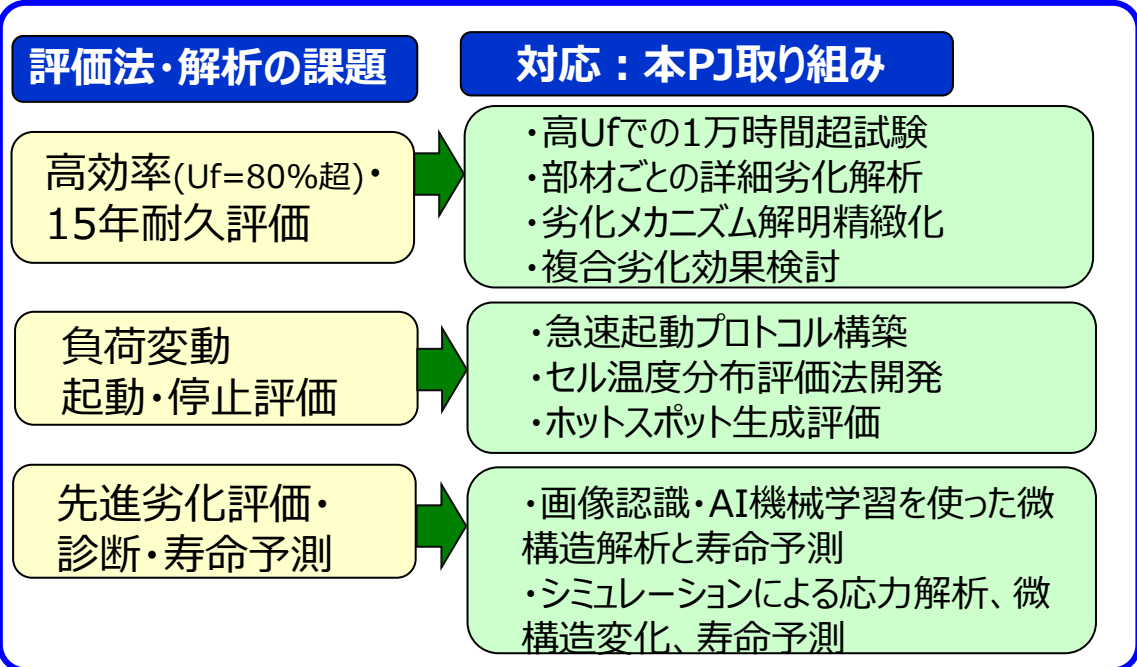 評価法・解析の課題
対応：本PJ取り組み
高効率(Uf=80%超)・
15年耐久評価
・高Ufでの1万時間超試験
・部材ごとの詳細劣化解析
・劣化メカニズム解明精緻化
・複合劣化効果検討
負荷変動
起動・停止評価
・急速起動プロトコル構築
・セル温度分布評価法開発
・ホットスポット生成評価
先進劣化評価・
診断・寿命予測
・画像認識・AI機械学習を使った微
構造解析と寿命予測
・シミュレーションによる応力解析、微
構造変化、寿命予測